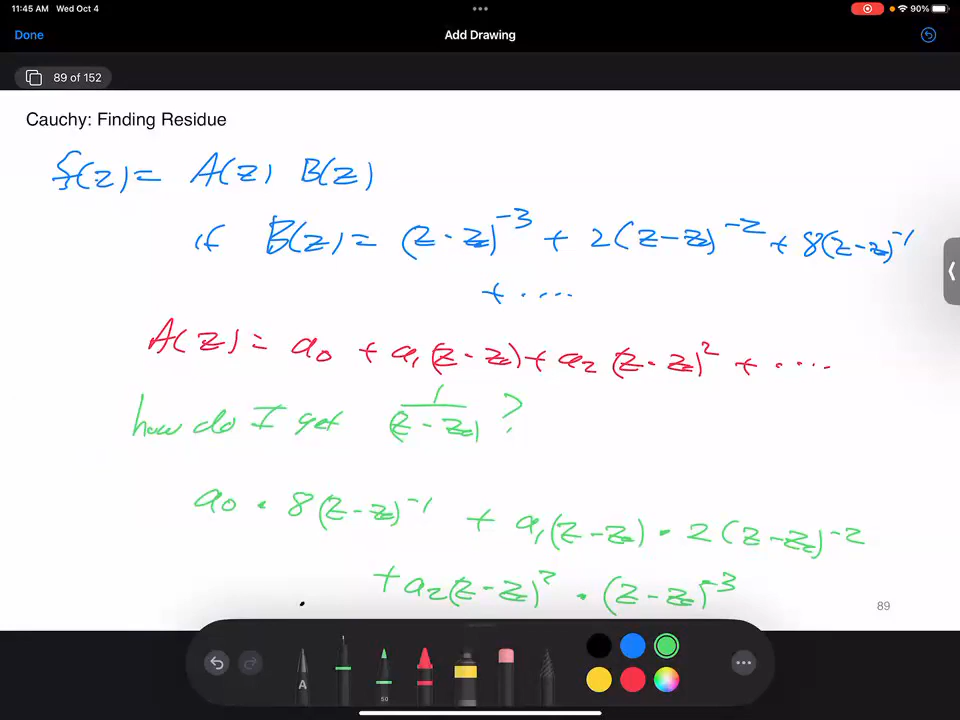 11:45 AM Wed Oct 4
90%
Done
Add Drawing
89 of 152
Cauchy: Finding Residue
f(z) = A(z) B(z)
if B(z) = (z - z₀)⁻³ + 2(z - z₀)⁻² + 8(z - z₀)⁻¹
+ ....
A(z) = a₀ + a₁(z - z₀) + a₂(z - z₀)² + ....
how do I get 1/(z - z₀) ?
a₀ · 8(z - z₀)⁻¹ + a₁(z - z₀) · 2(z - z₀)⁻²
+ a₂(z - z₀)² · (z - z₀)⁻³
89
A
50